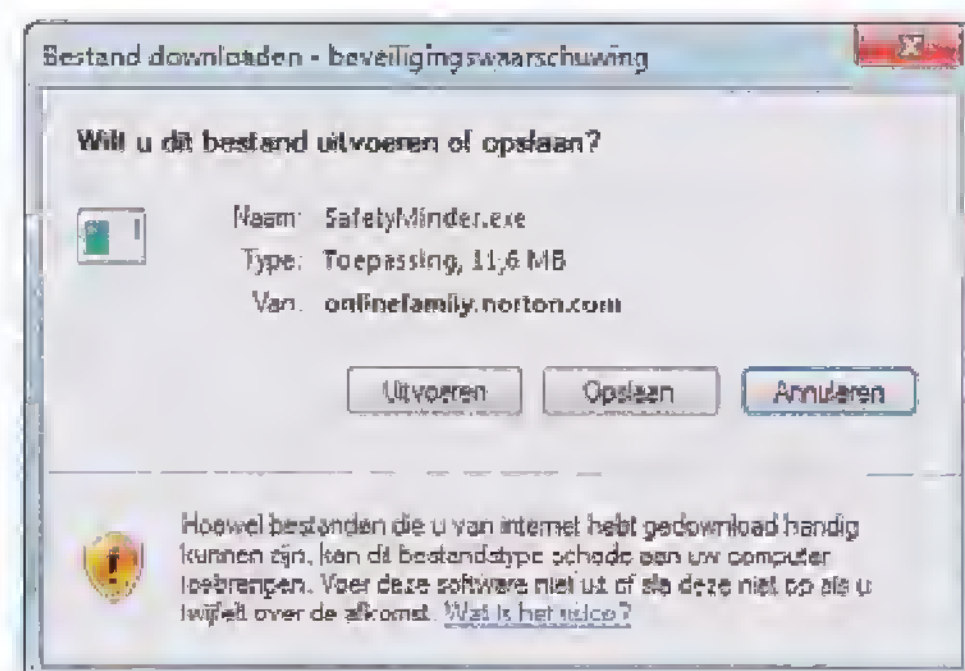 Bestand downloaden - beveiligingswaarschuwing
Wilt u dit bestand uitvoeren of opslaan?
Naam: SafetyMinder.exe
Type: Toepassing, 11,6 MB
Van: onlinefamily.norton.com
Uitvoeren Opslaan Annuleren
Hoewel bestanden die u van internet hebt gedownload handig
kunnen zijn, kan dit bestandstype schade aan uw computer
toebrengen. Voer deze software niet uit of sla deze niet op als u
twijfelt over de afkomst. Wat is het risico?